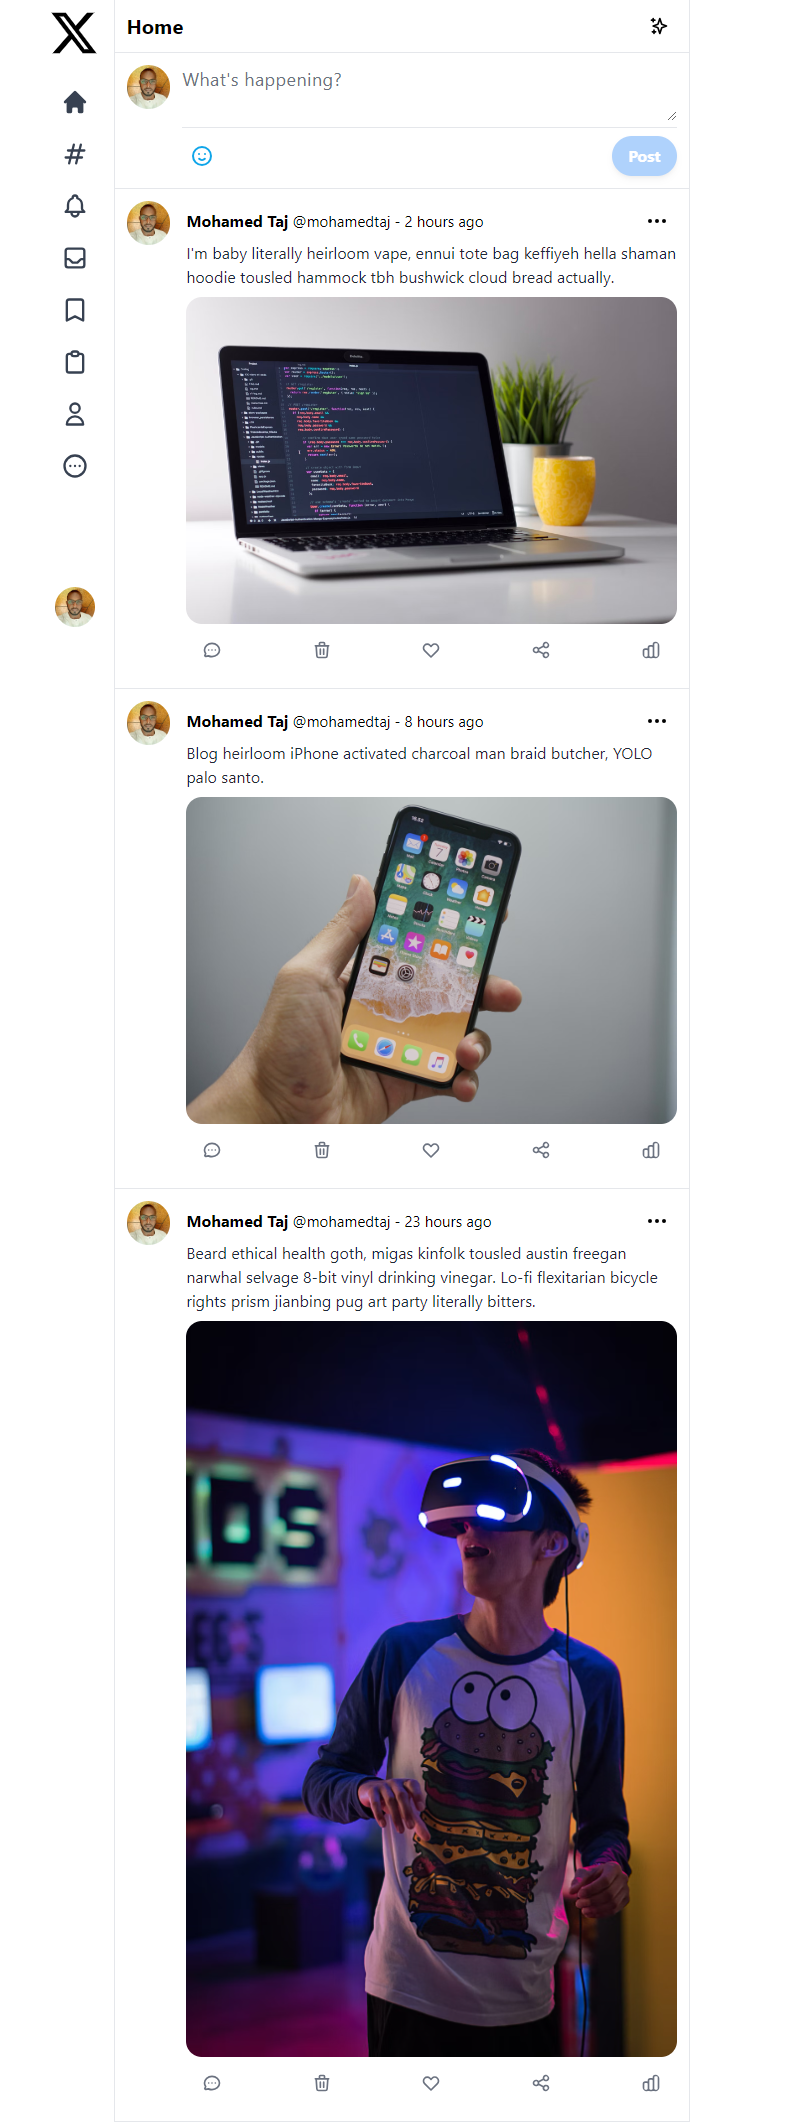 Home
What's happening?
Post
Mohamed Taj @mohamedtaj - 2 hours ago
I'm baby literally heirloom vape, ennui tote bag keffiyeh hella shaman
hoodie tousled hammock tbh bushwick cloud bread actually.
Mohamed Taj @mohamedtaj - 8 hours ago
Blog heirloom iPhone activated charcoal man braid butcher, YOLO
palo santo.
Mohamed Taj @mohamedtaj - 23 hours ago
Beard ethical health goth, migas kinfolk tousled austin freegan
narwhal selvage 8-bit vinyl drinking vinegar. Lo-fi flexitarian bicycle
rights prism jianbing pug art party literally bitters.